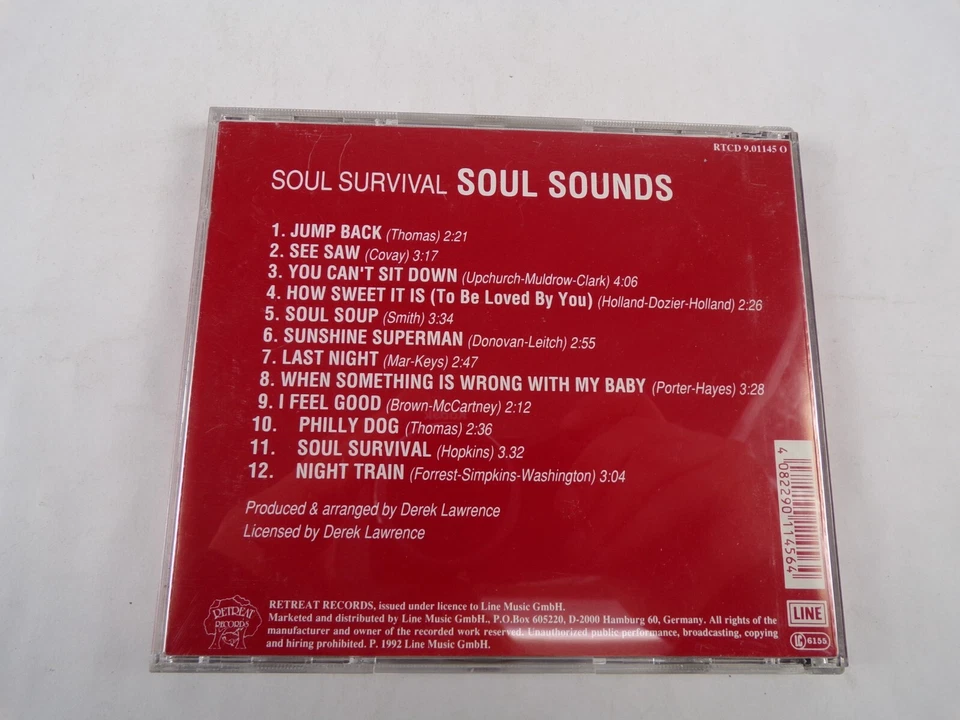 RTCD 9.01145 O
SOUL SURVIVAL SOUL SOUNDS
1. JUMP BACK (Thomas) 2:21
2. SEE SAW (Covay) 3:17
3. YOU CAN'T SIT DOWN (Upchurch-Muldrow-Clark) 4:06
4. HOW SWEET IT IS (To Be Loved By You) (Holland-Dozier-Holland) 2:26
5. SOUL SOUP (Smith) 3:34
6. SUNSHINE SUPERMAN (Donovan-Leitch) 2:55
7. LAST NIGHT (Mar-Keys) 2:47
8. WHEN SOMETHING IS WRONG WITH MY BABY (Porter-Hayes) 3:28
9. I FEEL GOOD (Brown-McCartney) 2:12
10. PHILLY DOG (Thomas) 2:36
11. SOUL SURVIVAL (Hopkins) 3.32
12. NIGHT TRAIN (Forrest-Simpkins-Washington) 3:04
Produced & arranged by Derek Lawrence
Licensed by Derek Lawrence
4 082290 114564
RETREAT
RECORDS
RETREAT RECORDS, issued under licence to Line Music GmbH.
Marketed and distributed by Line Music GmbH., P.O.Box 605220, D-2000 Hamburg 60, Germany. All rights of the
manufacturer and owner of the recorded work reserved. Unauthorized public performance, broadcasting, copying
and hiring prohibited. P. 1992 Line Music GmbH.
LINE
LC 6155